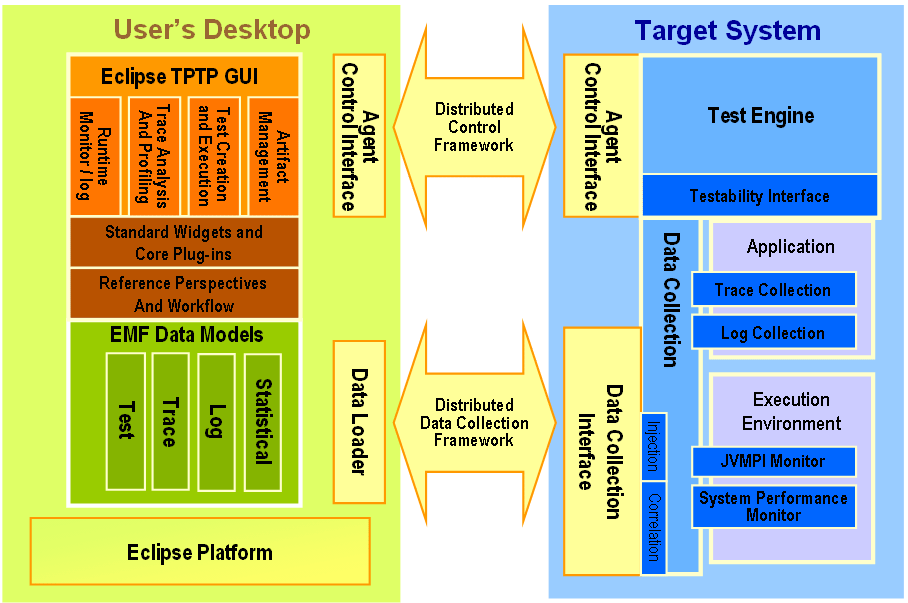 User's Desktop
Eclipse TPTP GUI
Runtime
Monitor / log
Trace Analysis
And Profiling
Test Creation
and Execution
Artifact
Management
Standard Widgets and
Core Plug-ins
Reference Perspectives
And Workflow
EMF Data Models
Test
Trace
Log
Statistical
Eclipse Platform
Agent
Control Interface
Data Loader
Distributed
Control
Framework
Distributed
Data Collection
Framework
Target System
Agent
Control Interface
Test Engine
Testability Interface
Data Collection
Interface
Data Collection
Injection
Correlation
Application
Trace Collection
Log Collection
Execution
Environment
JVMPI Monitor
System Performance
Monitor